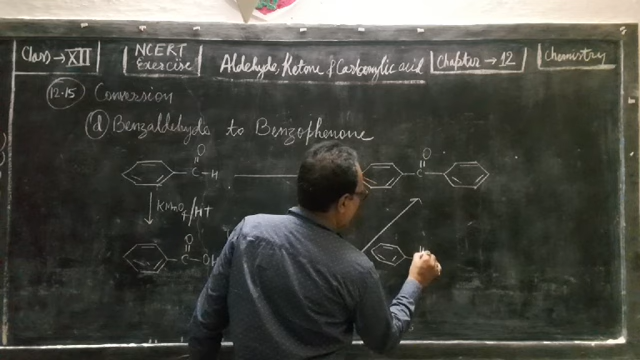 Class → XII
NCERT
Exercise
Aldehyde, Ketone & Carboxylic acid
Chapter → 12
Chemistry
12.15 Conversion
(d) Benzaldehyde to Benzophenone
O
C – H
O
C
KMnO4/H+
O
C – OH